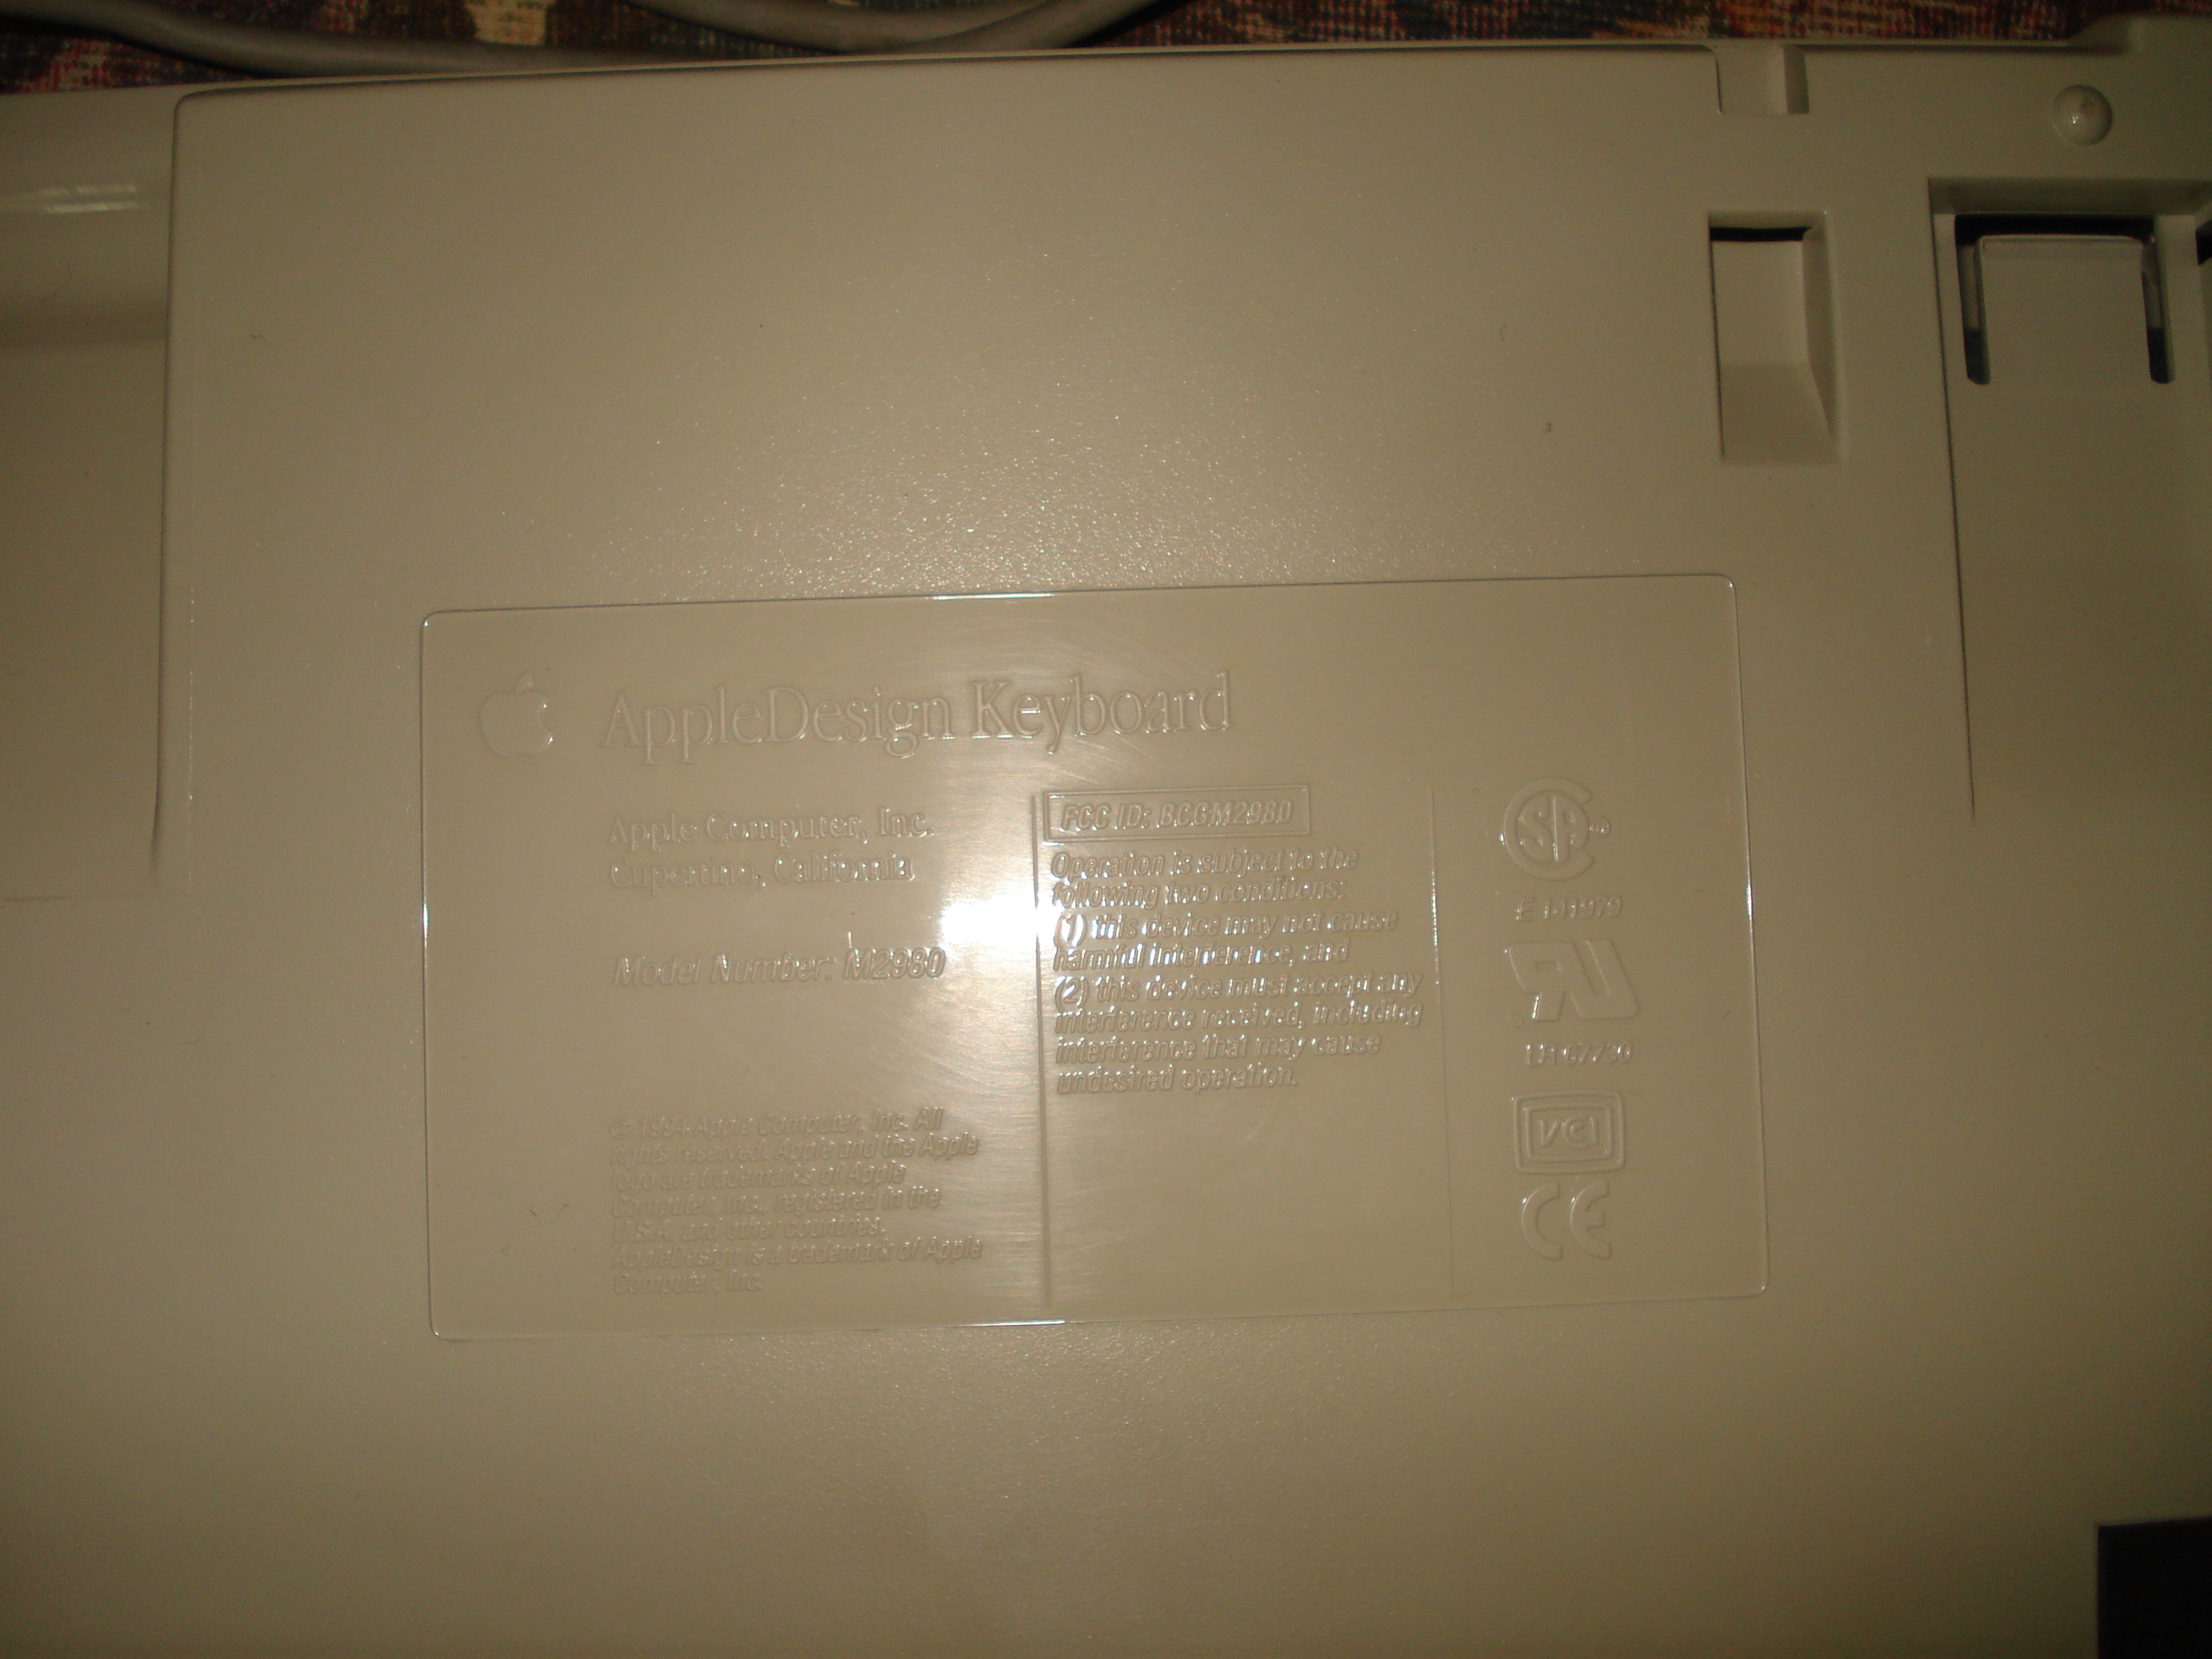 AppleDesign Keyboard
Apple Computer, Inc.
Cupertino, California
Model Number: M2980
© 1994 Apple Computer, Inc. All
rights reserved. Apple and the Apple
logo are trademarks of Apple
Computer, Inc., registered in the
U.S.A. and other countries.
AppleDesign is a trademark of Apple
Computer, Inc.
FCC ID: BCGM2980
Operation is subject to the
following two conditions:
(1) this device may not cause
harmful interference, and
(2) this device must accept any
interference received, including
interference that may cause
undesired operation.
E 141979
VCI
CE